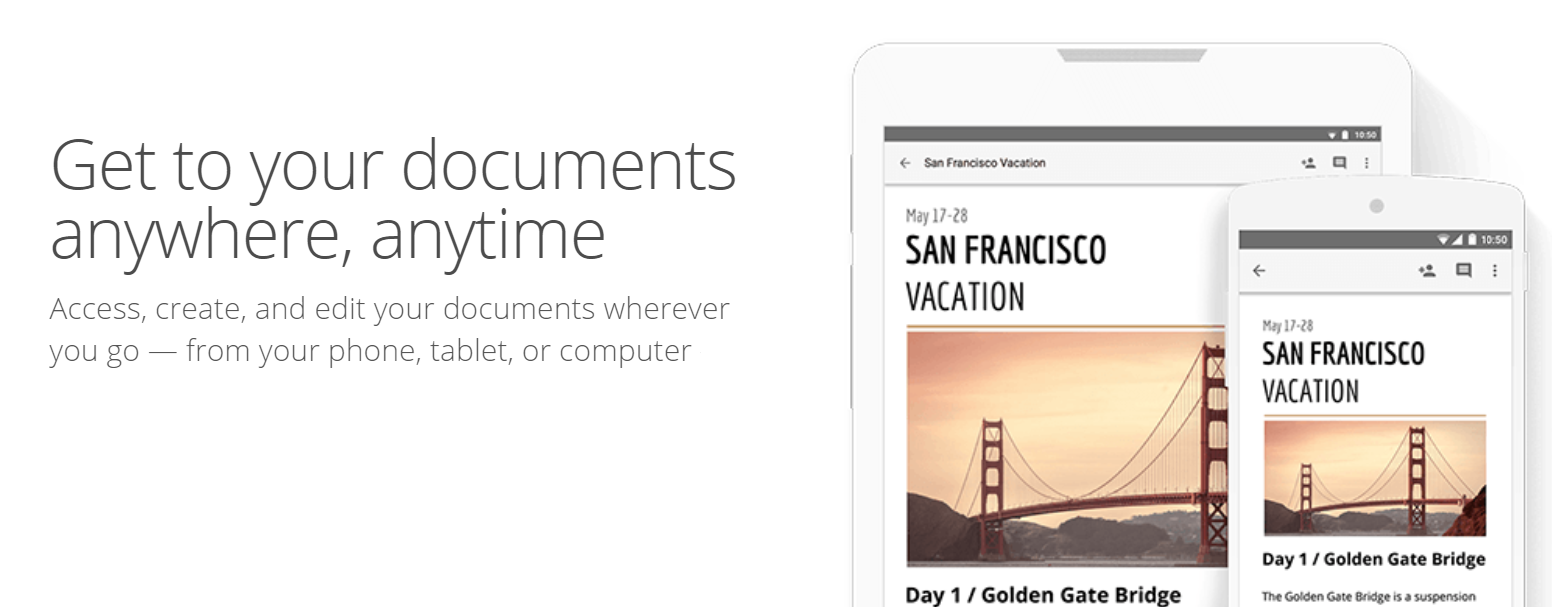 Get to your documents
anywhere, anytime
Access, create, and edit your documents wherever
you go — from your phone, tablet, or computer
10:50
San Francisco Vacation
May 17-28
SAN FRANCISCO
VACATION
Day 1 / Golden Gate Bridge
10:50
May 17-28
SAN FRANCISCO
VACATION
Day 1 / Golden Gate Bridge
The Golden Gate Bridge is a suspension